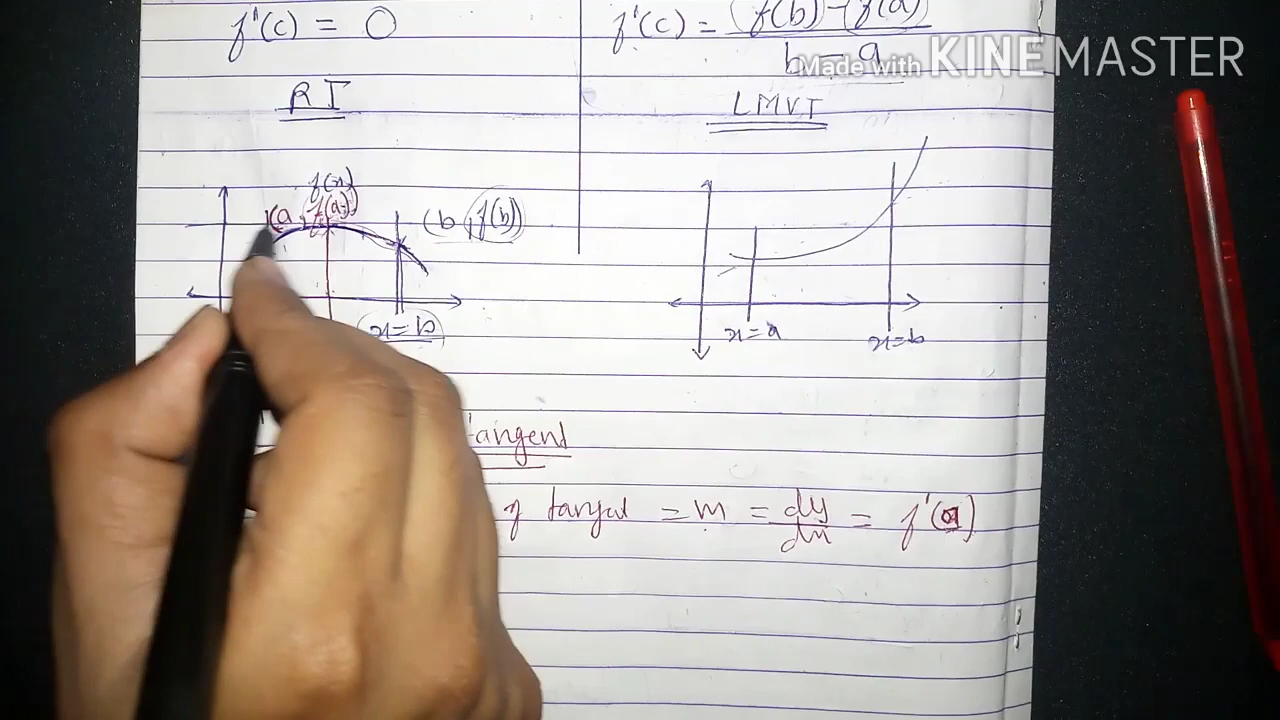 f'(c) = 0
f'(c) = (f(b)-(f(a)
b - a
Made with KINEMASTER
RT
LMVT
f(x)
(a, f(a))
(b, f(b))
x=b
x=a
x=b
tangent
of tangent = m = dy/dx = f'(a)